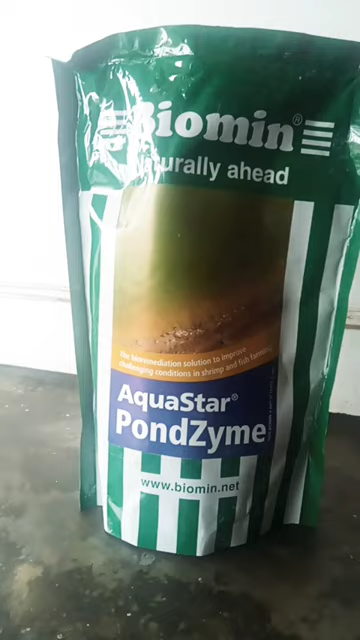 Biomin®
naturally ahead
The bioremediation solution to improve
challenging conditions in shrimp and fish farming
AquaStar®
PondZyme
www.biomin.net